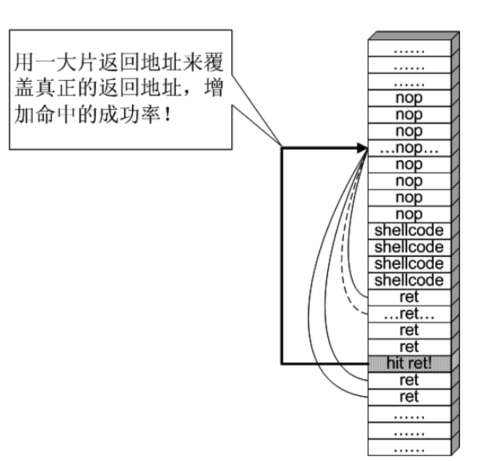 用一大片返回地址来覆
盖真正的返回地址，增
加命中的成功率！
……
……
……
nop
nop
nop
…nop…
nop
nop
nop
nop
shellcode
shellcode
shellcode
shellcode
ret
…ret…
ret
ret
hit ret!
ret
ret
……
……
……